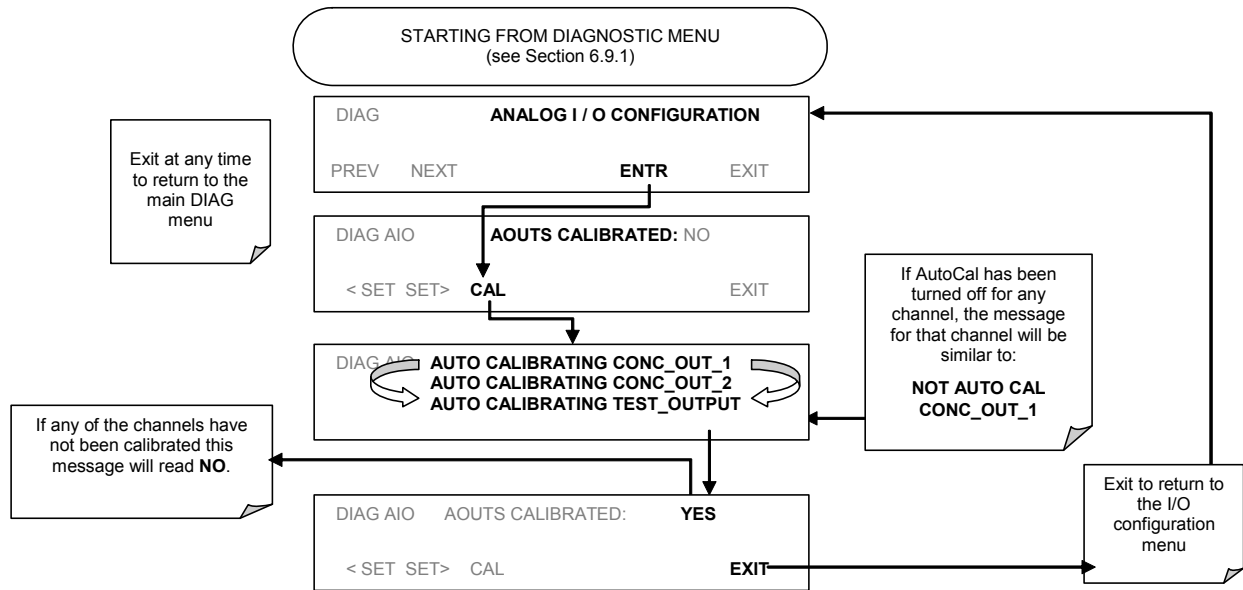 STARTING FROM DIAGNOSTIC MENU
(see Section 6.9.1)
DIAG ANALOG I / O CONFIGURATION
PREV NEXT ENTR EXIT
Exit at any time
to return to the
main DIAG
menu
DIAG AIO AOUTS CALIBRATED: NO
< SET SET> CAL EXIT
If AutoCal has been
turned off for any
channel, the message
for that channel will be
similar to:
NOT AUTO CAL
CONC_OUT_1
DIAG AIO AUTO CALIBRATING CONC_OUT_1
AUTO CALIBRATING CONC_OUT_2
AUTO CALIBRATING TEST_OUTPUT
If any of the channels have
not been calibrated this
message will read NO.
DIAG AIO AOUTS CALIBRATED: YES
< SET SET> CAL EXIT
Exit to return to
the I/O
configuration
menu